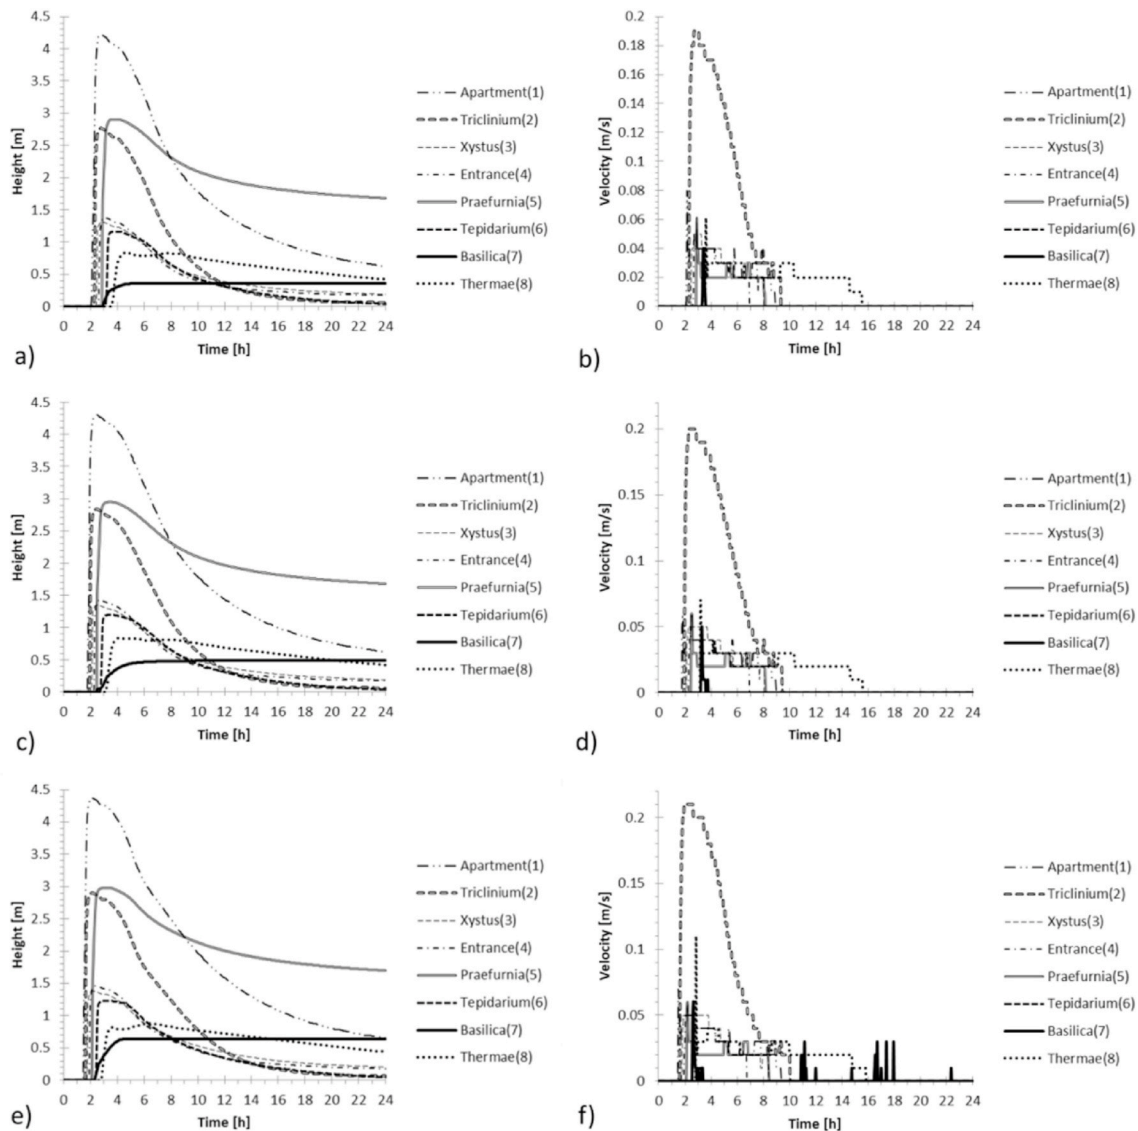 4.5
4
3.5
3
2.5
2
1.5
1
0.5
0
Height [m]
0 2 4 6 8 10 12 14 16 18 20 22 24
Time [h]
Apartment(1)
Triclinium(2)
Xystus(3)
Entrance(4)
Praefurnia(5)
Tepidarium(6)
Basilica(7)
Thermae(8)
a)
0.2
0.18
0.16
0.14
0.12
0.1
0.08
0.06
0.04
0.02
0
Velocity [m/s]
0 2 4 6 8 10 12 14 16 18 20 22 24
Time [h]
Apartment(1)
Triclinium(2)
Xystus(3)
Entrance(4)
Praefurnia(5)
Tepidarium(6)
Basilica(7)
Thermae(8)
b)
4.5
4
3.5
3
2.5
2
1.5
1
0.5
0
Height [m]
0 2 4 6 8 10 12 14 16 18 20 22 24
Time [h]
Apartment(1)
Triclinium(2)
Xystus(3)
Entrance(4)
Praefurnia(5)
Tepidarium(6)
Basilica(7)
Thermae(8)
c)
0.2
0.15
0.1
0.05
0
Velocity [m/s]
0 2 4 6 8 10 12 14 16 18 20 22 24
Time [h]
Apartment(1)
Triclinium(2)
Xystus(3)
Entrance(4)
Praefurnia(5)
Tepidarium(6)
Basilica(7)
Thermae(8)
d)
4.5
4
3.5
3
2.5
2
1.5
1
0.5
0
Height [m]
0 2 4 6 8 10 12 14 16 18 20 22 24
Time [h]
Apartment(1)
Triclinium(2)
Xystus(3)
Entrance(4)
Praefurnia(5)
Tepidarium(6)
Basilica(7)
Thermae(8)
e)
0.2
0.15
0.1
0.05
0
Velocity [m/s]
0 2 4 6 8 10 12 14 16 18 20 22 24
Time [h]
Apartment(1)
Triclinium(2)
Xystus(3)
Entrance(4)
Praefurnia(5)
Tepidarium(6)
Basilica(7)
Thermae(8)
f)